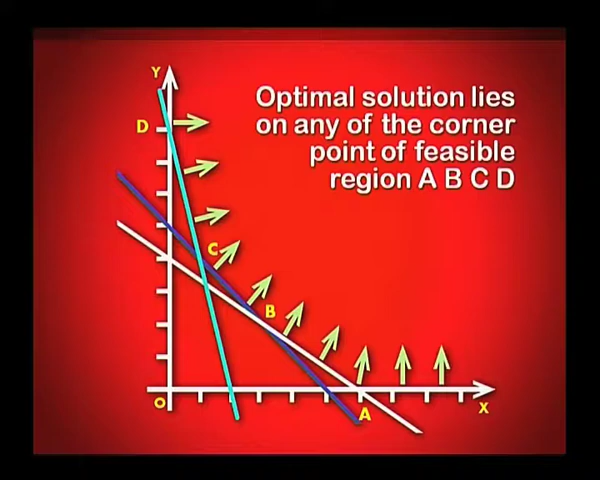 Y
Optimal solution lies
on any of the corner
point of feasible
region A B C D
D
C
B
O
A
X